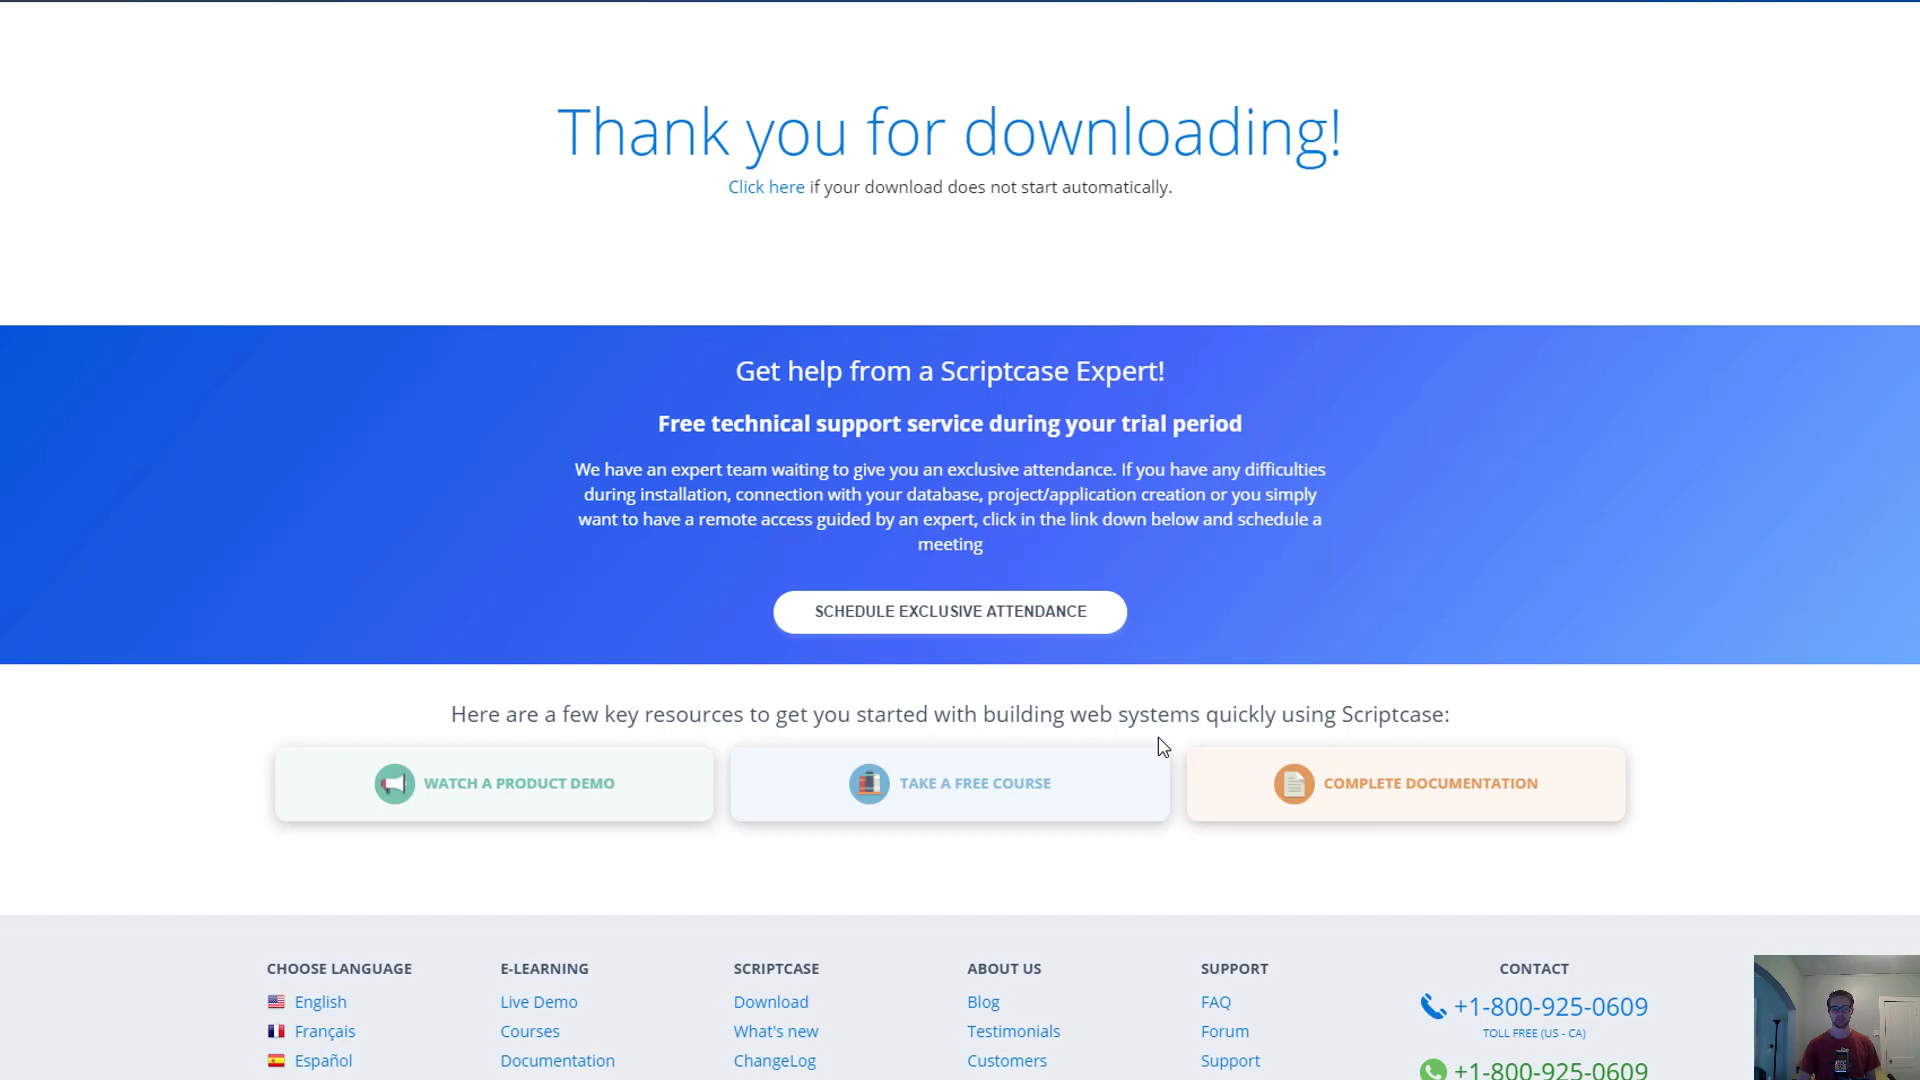 Thank you for downloading!
Click here if your download does not start automatically.
Get help from a Scriptcase Expert!
Free technical support service during your trial period
We have an expert team waiting to give you an exclusive attendance. If you have any difficulties
during installation, connection with your database, project/application creation or you simply
want to have a remote access guided by an expert, click in the link down below and schedule a
meeting
SCHEDULE EXCLUSIVE ATTENDANCE
Here are a few key resources to get you started with building web systems quickly using Scriptcase:
WATCH A PRODUCT DEMO
TAKE A FREE COURSE
COMPLETE DOCUMENTATION
CHOOSE LANGUAGE
English
Français
Español
E-LEARNING
Live Demo
Courses
Documentation
SCRIPTCASE
Download
What's new
ChangeLog
ABOUT US
Blog
Testimonials
Customers
SUPPORT
FAQ
Forum
Support
CONTACT
+1-800-925-0609
TOLL FREE (US - CA)
+1-800-925-0609